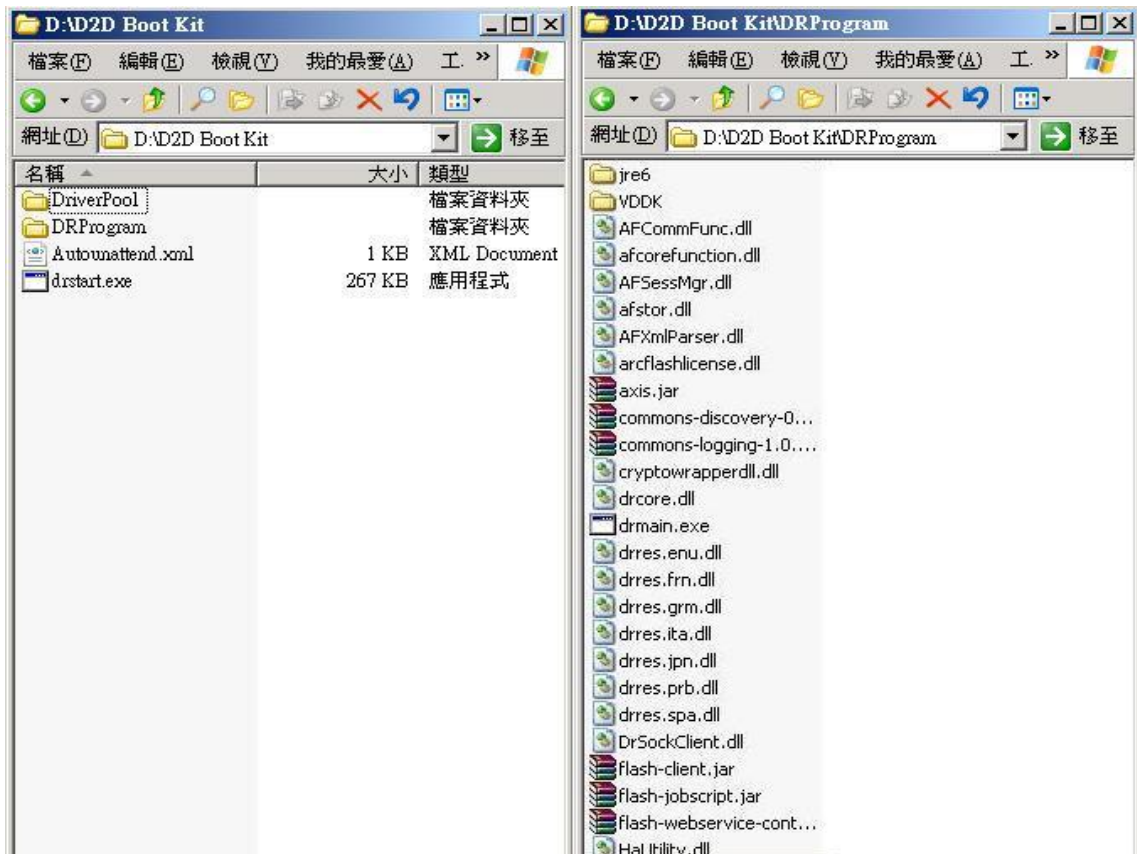 D:\D2D Boot Kit
檔案(F) 編輯(E) 檢視(V) 我的最愛(A) 工. »
網址(D) D:\D2D Boot Kit 移至
名稱 大小 類型
DriverPool 檔案資料夾
DRProgram 檔案資料夾
Autounattend.xml 1 KB XML Document
drstart.exe 267 KB 應用程式
D:\D2D Boot Kit\DRProgram
檔案(F) 編輯(E) 檢視(V) 我的最愛(A) 工. »
網址(D) D:\D2D Boot Kit\DRProgram 移至
jre6
VDDK
AFCommFunc.dll
afcorefunction.dll
AFSessMgr.dll
afstor.dll
AFXmlParser.dll
arcflashlicense.dll
axis.jar
commons-discovery-0...
commons-logging-1.0....
cryptowrapperdll.dll
drcore.dll
drmain.exe
drres.enu.dll
drres.frn.dll
drres.grm.dll
drres.ita.dll
drres.jpn.dll
drres.prb.dll
drres.spa.dll
DrSockClient.dll
flash-client.jar
flash-jobscript.jar
flash-webservice-cont...
HaUtility.dll